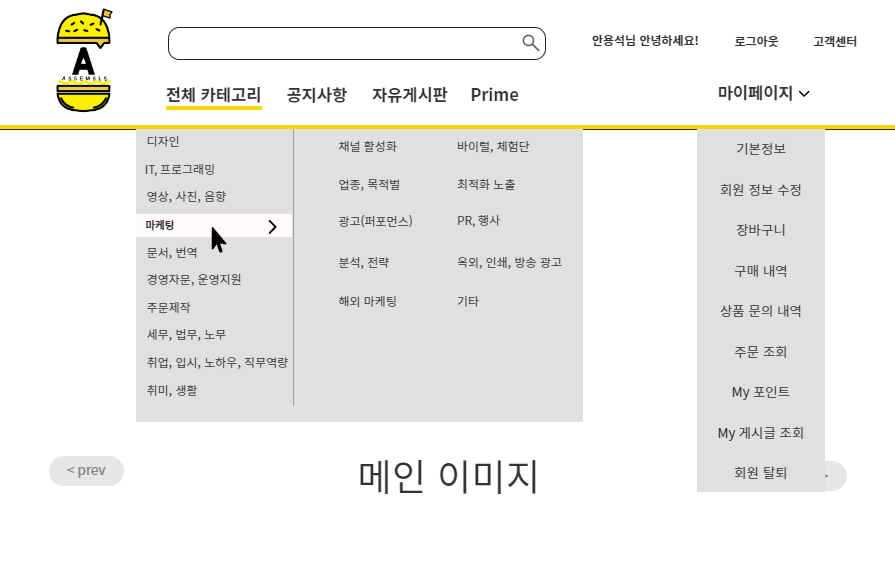 안용석님 안녕하세요! 로그아웃 고객센터
A
ASSEMBLE
전체 카테고리 공지사항 자유게시판 Prime 마이페이지
디자인
IT, 프로그래밍
영상, 사진, 음향
마케팅
문서, 번역
경영자문, 운영지원
주문제작
세무, 법무, 노무
취업, 입시, 노하우, 직무역량
취미, 생활
채널 활성화 바이럴, 체험단
업종, 목적별 최적화 노출
광고(퍼포먼스) PR, 행사
분석, 전략 옥외, 인쇄, 방송 광고
해외 마케팅 기타
기본정보
회원 정보 수정
장바구니
구매 내역
상품 문의 내역
주문 조회
My 포인트
My 게시글 조회
회원 탈퇴
< prev
메인 이미지
>